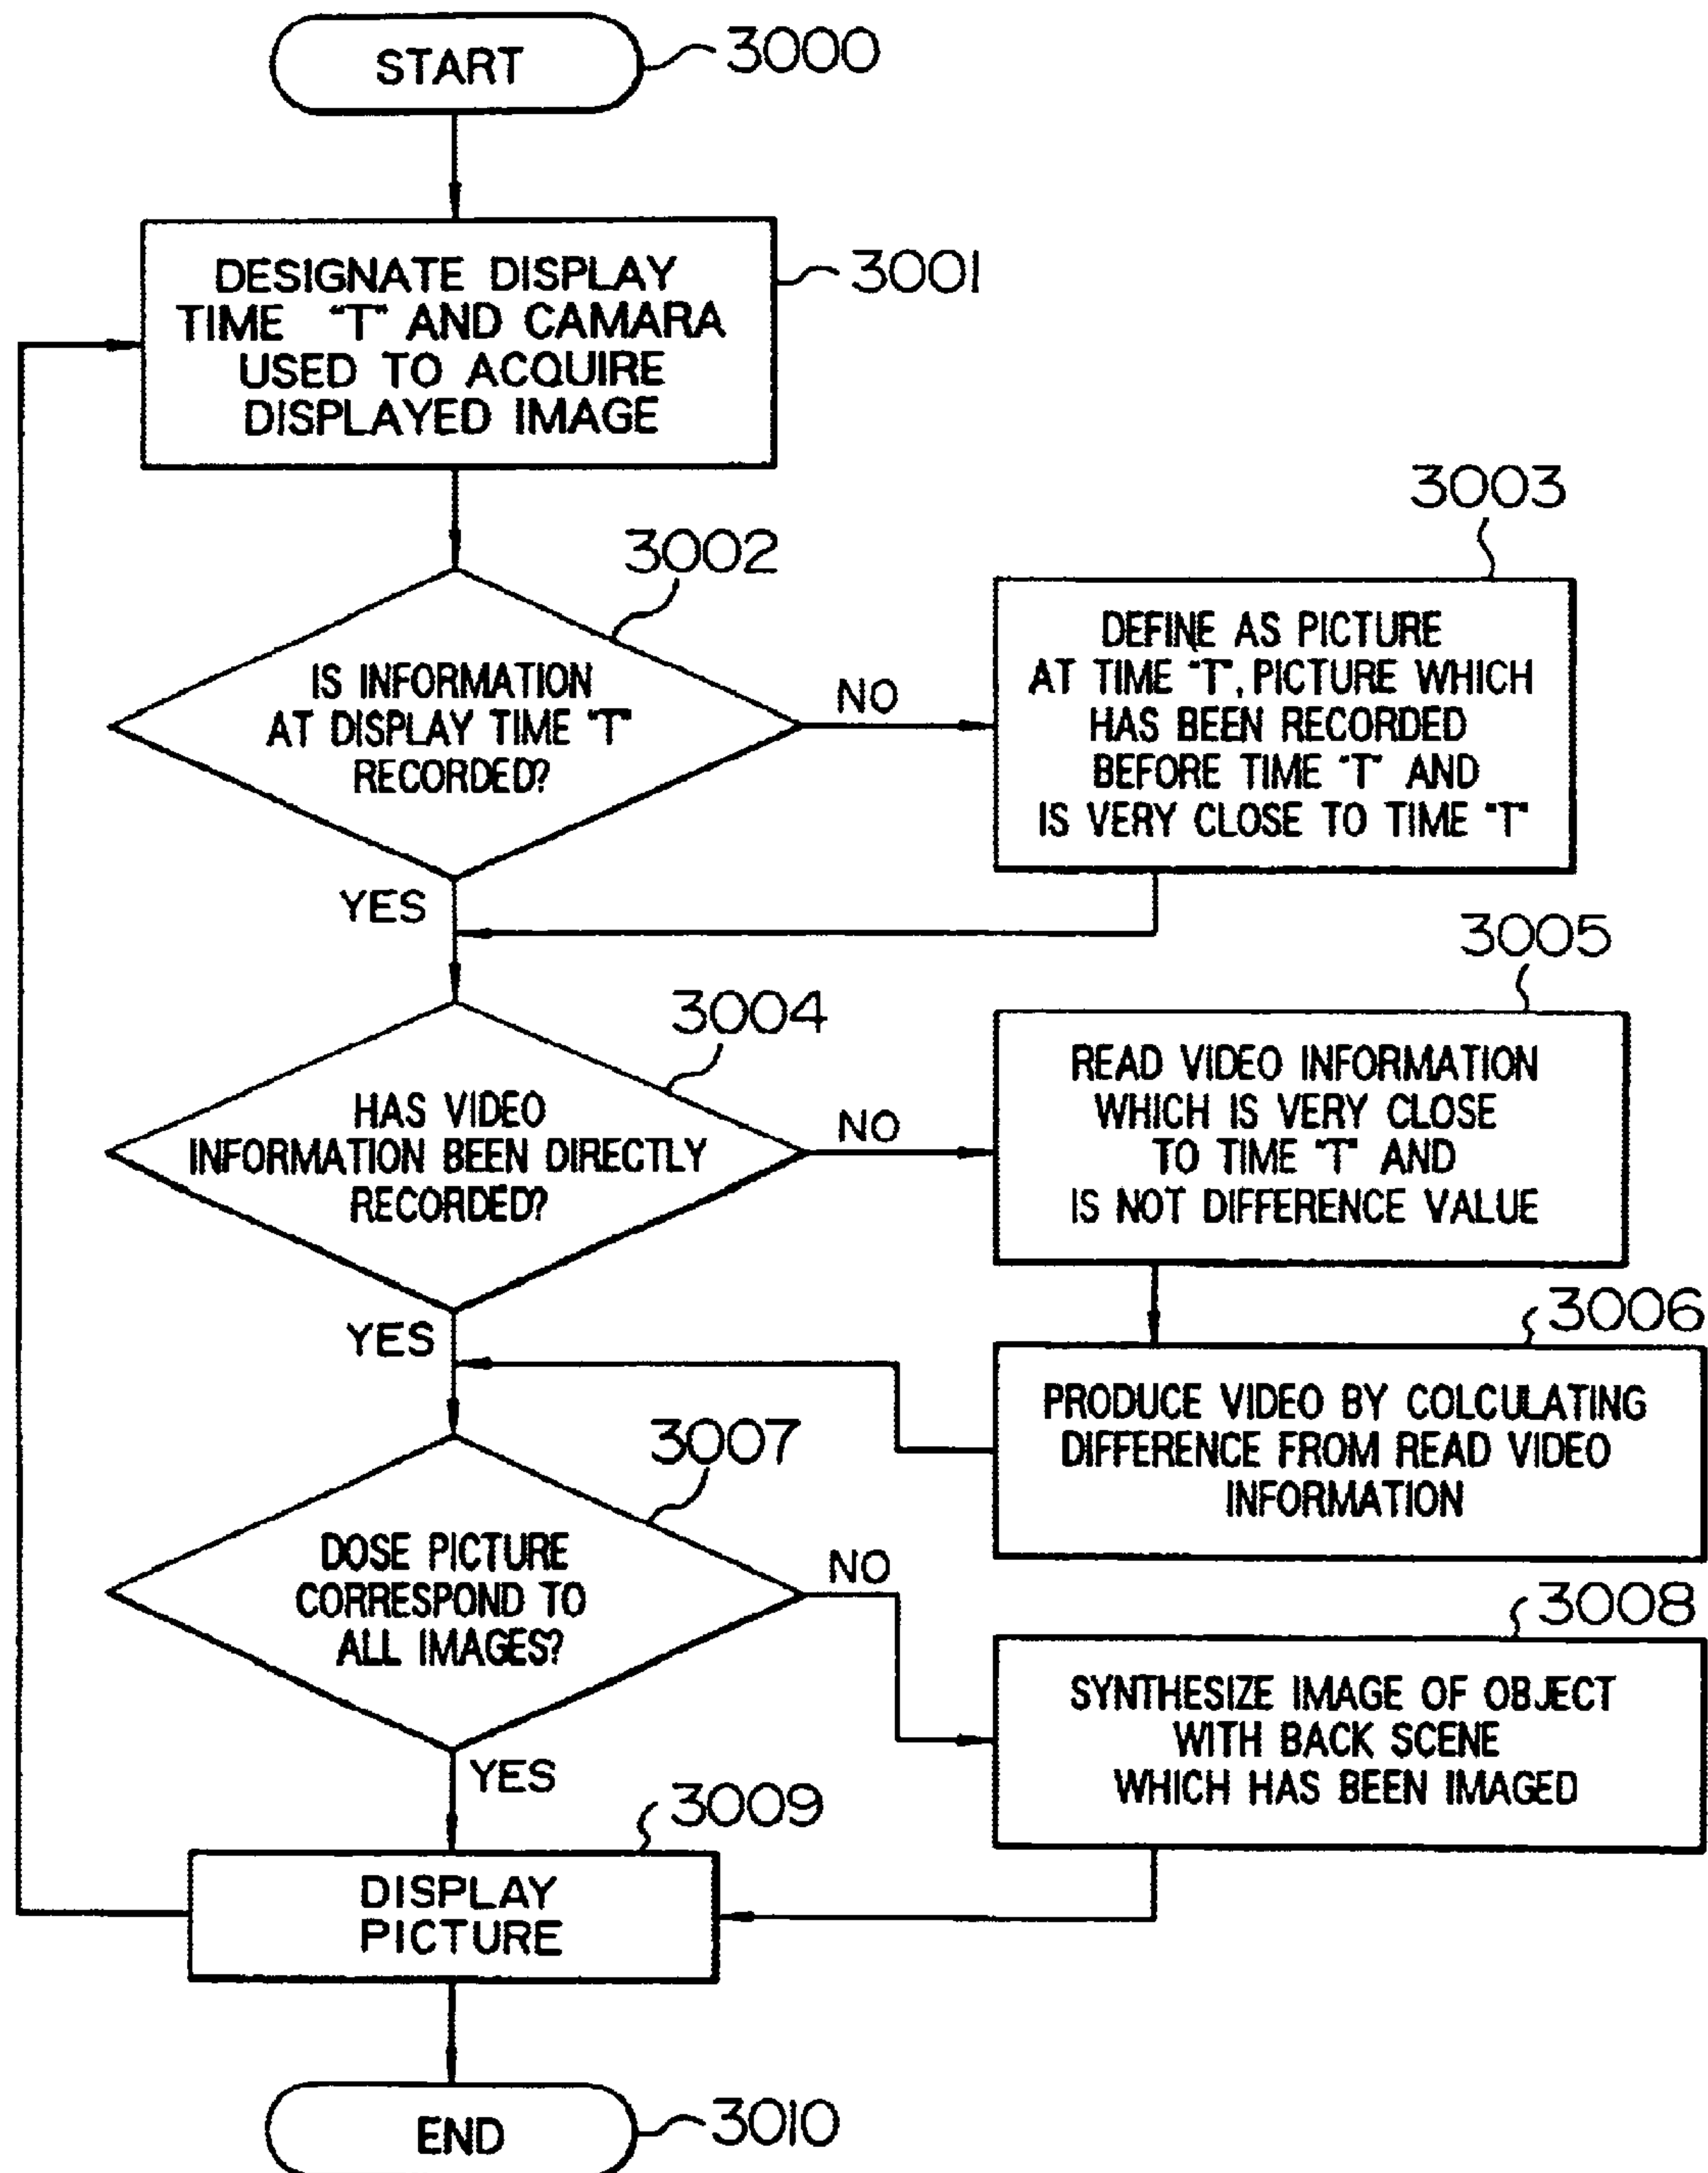 START
3000
DESIGNATE DISPLAY
TIME "T" AND CAMARA
USED TO ACQUIRE
DISPLAYED IMAGE
3001
3002
IS INFORMATION
AT DISPLAY TIME "T"
RECORDED?
NO
YES
3003
DEFINE AS PICTURE
AT TIME "T", PICTURE WHICH
HAS BEEN RECORDED
BEFORE TIME "T" AND
IS VERY CLOSE TO TIME "T"
3004
HAS VIDEO
INFORMATION BEEN DIRECTLY
RECORDED?
NO
YES
3005
READ VIDEO INFORMATION
WHICH IS VERY CLOSE
TO TIME "T" AND
IS NOT DIFFERENCE VALUE
3006
PRODUCE VIDEO BY COLCULATING
DIFFERENCE FROM READ VIDEO
INFORMATION
3007
DOSE PICTURE
CORRESPOND TO
ALL IMAGES?
NO
YES
3008
SYNTHESIZE IMAGE OF OBJECT
WITH BACK SCENE
WHICH HAS BEEN IMAGED
3009
DISPLAY
PICTURE
END
3010